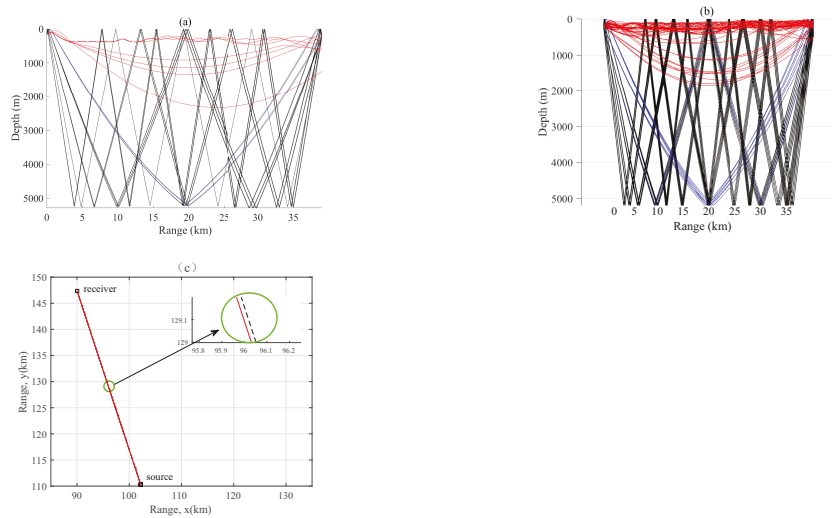 (a)
0
1000
2000
3000
4000
5000
Depth (m)
0 5 10 15 20 25 30 35
Range (km)
(b)
0
1000
2000
3000
4000
5000
Depth (m)
0 5 10 15 20 25 30 35
Range (km)
(c)
150
145
140
135
130
125
120
115
110
Range, y(km)
receiver
129.1
129
95.8 95.9 96 96.1 96.2
source
90 100 110 120 130
Range, x(km)